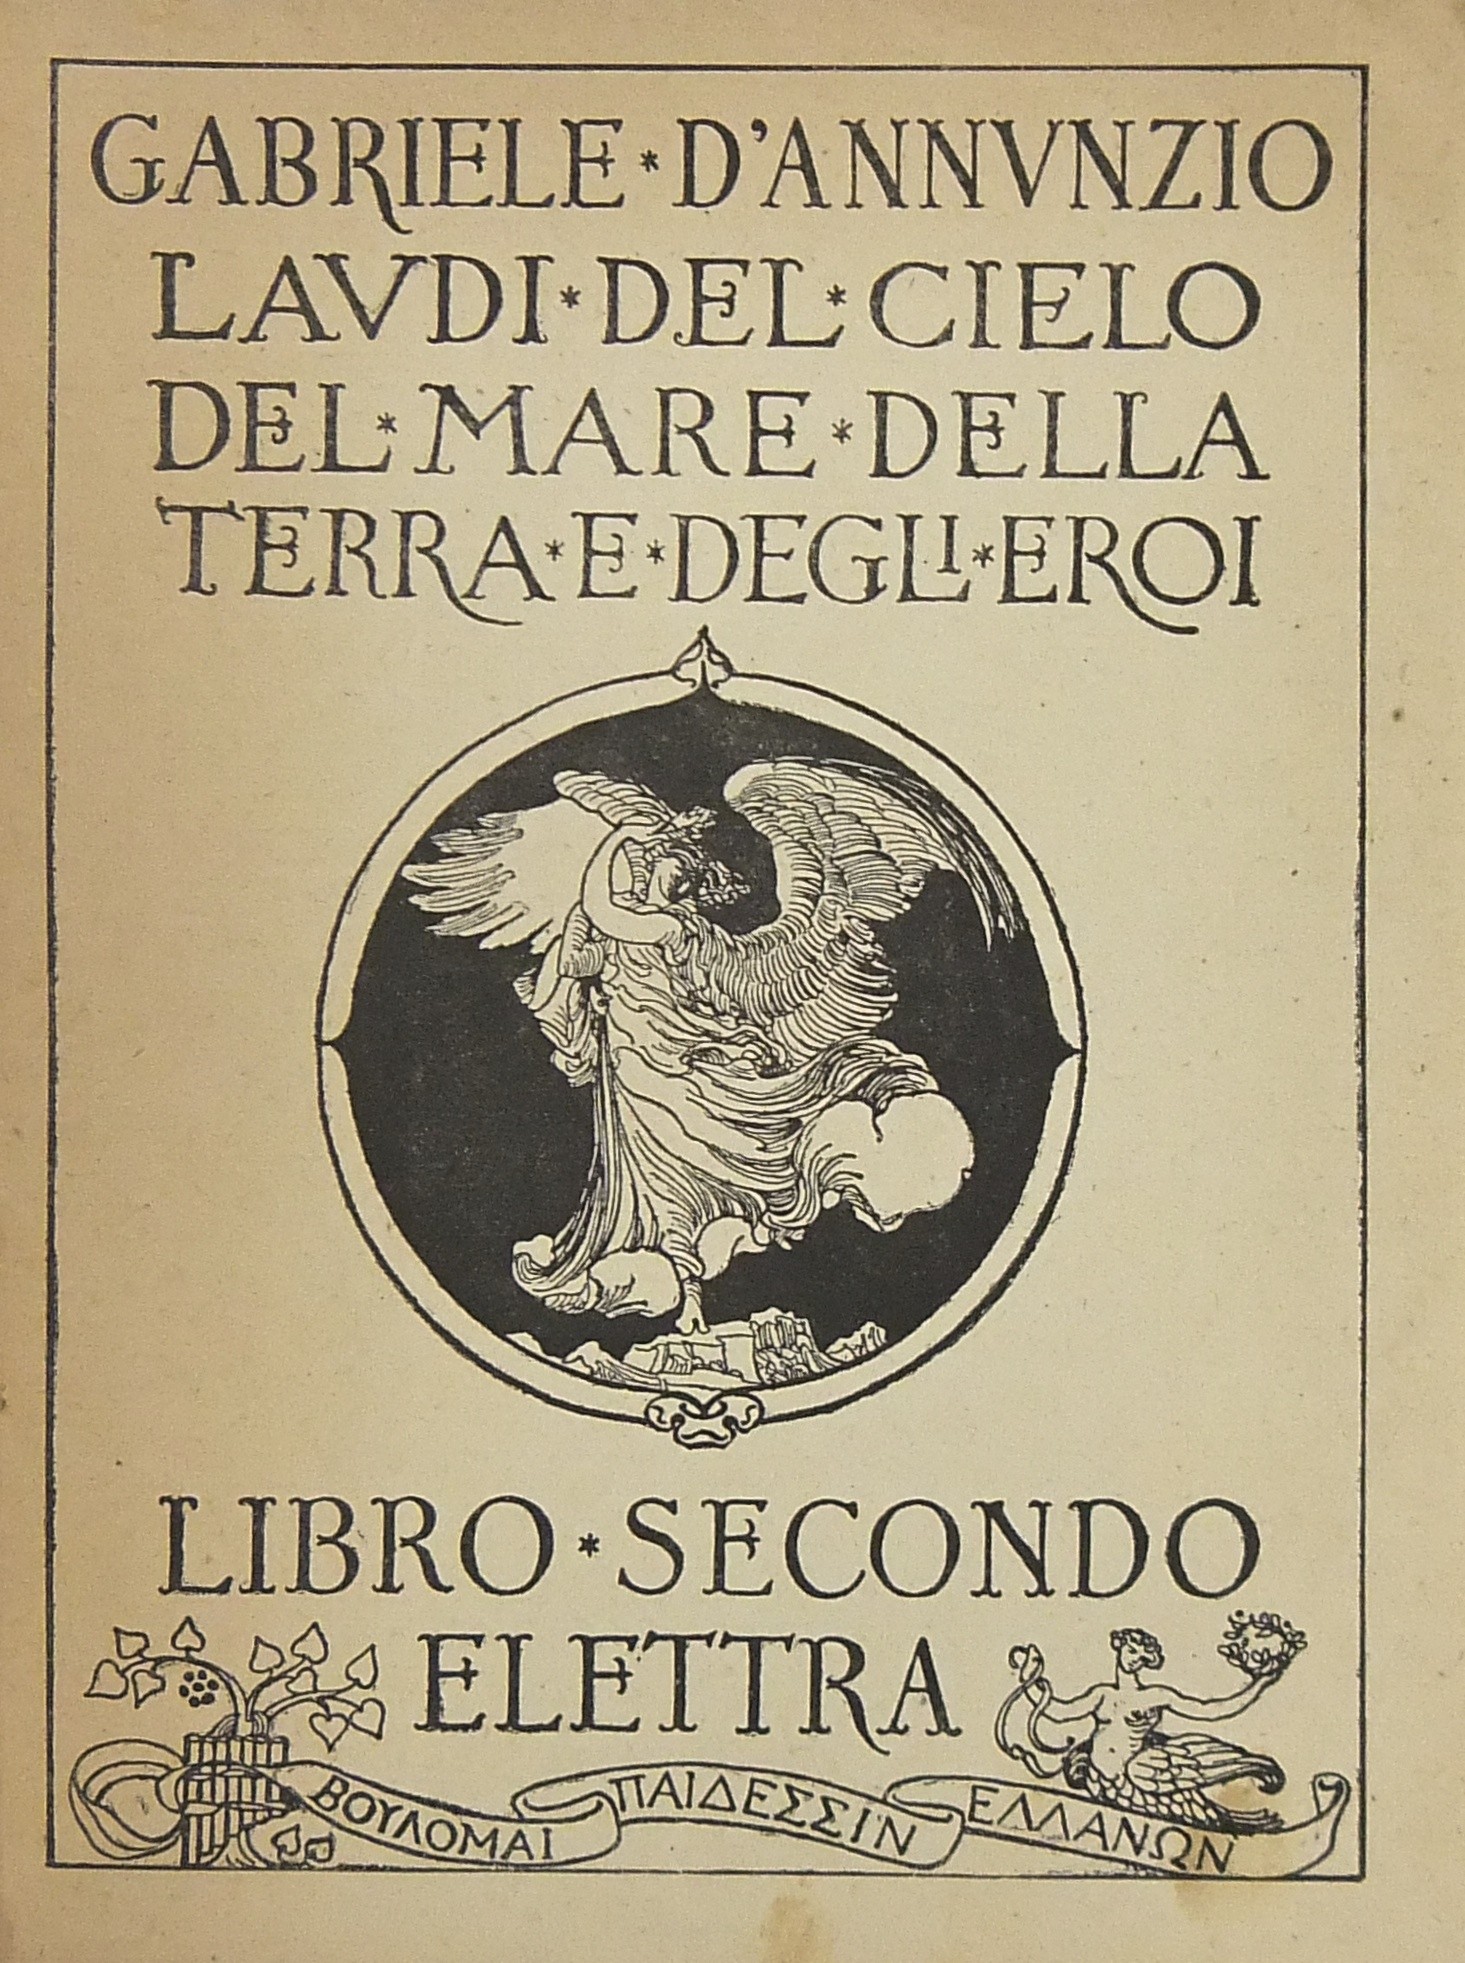 GABRIELE * D'ANNVNZIO
LAVDI * DEL * CIELO
DEL * MARE * DELLA
TERRA * E * DEGLI * EROI
LIBRO * SECONDO
ELETTRA
ΒΟΥΛΟΜΑΙ ΠΑΙΔΕΣΣΙΝ ΕΛΛΑΝΩΝ